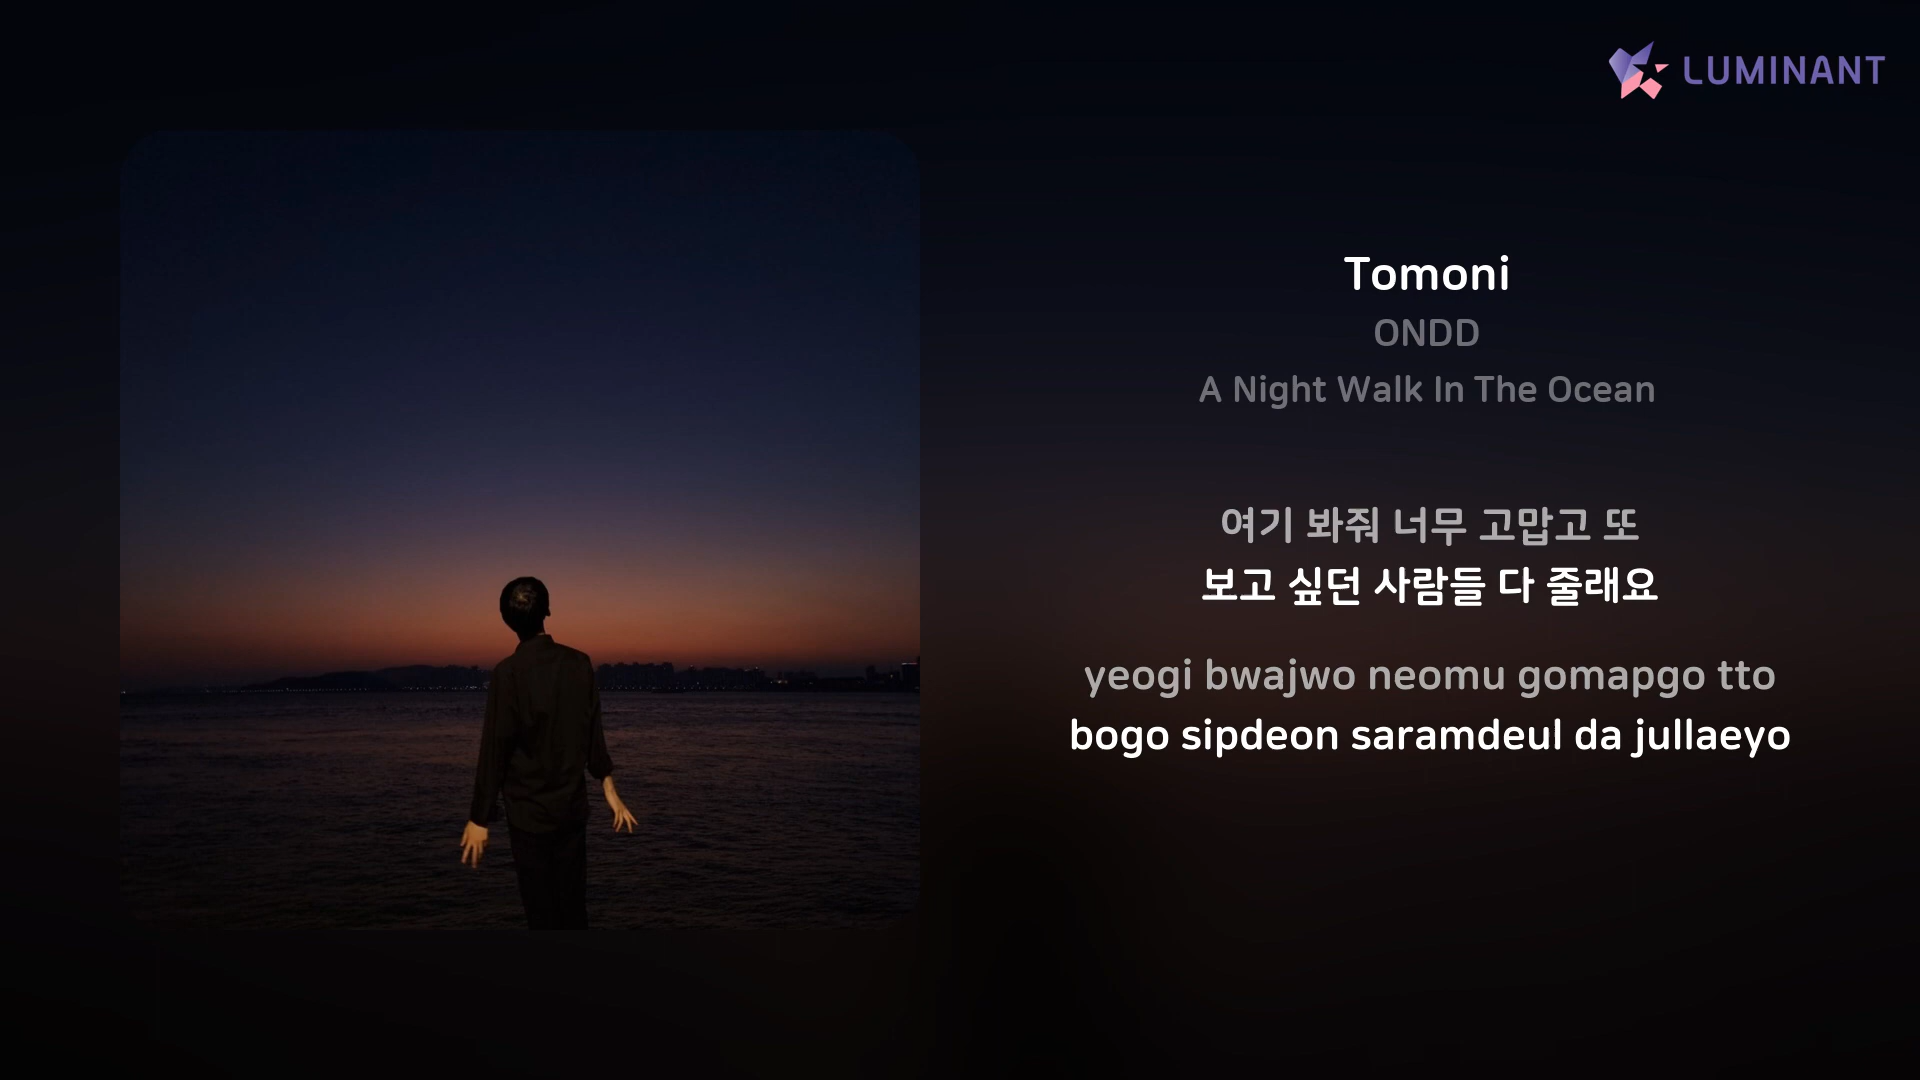 LUMINANT
Tomoni
ONDD
A Night Walk In The Ocean
여기 봐줘 너무 고맙고 또
보고 싶던 사람들 다 줄래요
yeogi bwajwo neomu gomapgo tto
bogo sipdeon saramdeul da jullaeyo